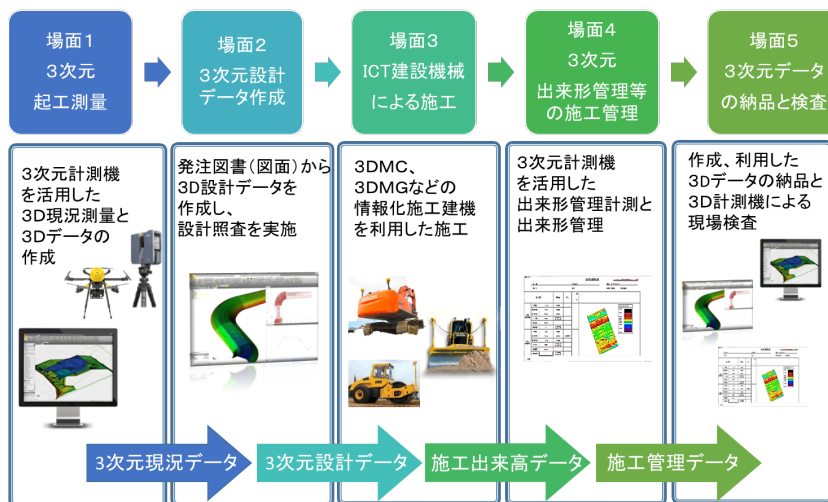 場面1
3次元
起工測量
場面2
3次元設計
データ作成
場面3
ICT建設機械
による施工
場面4
3次元
出来形管理等
の施工管理
場面5
3次元データ
の納品と検査
3次元計測機
を活用した
3D現況測量と
3Dデータの
作成
発注図書(図面)から
3D設計データを
作成し、
設計照査を実施
3DMC、
3DMGなどの
情報化施工建機
を利用した施工
3次元計測機
を活用した
出来形管理計測と
出来形管理
作成、利用した
3Dデータの納品と
3D計測機による
現場検査
3次元現況データ
3次元設計データ
施工出来高データ
施工管理データ